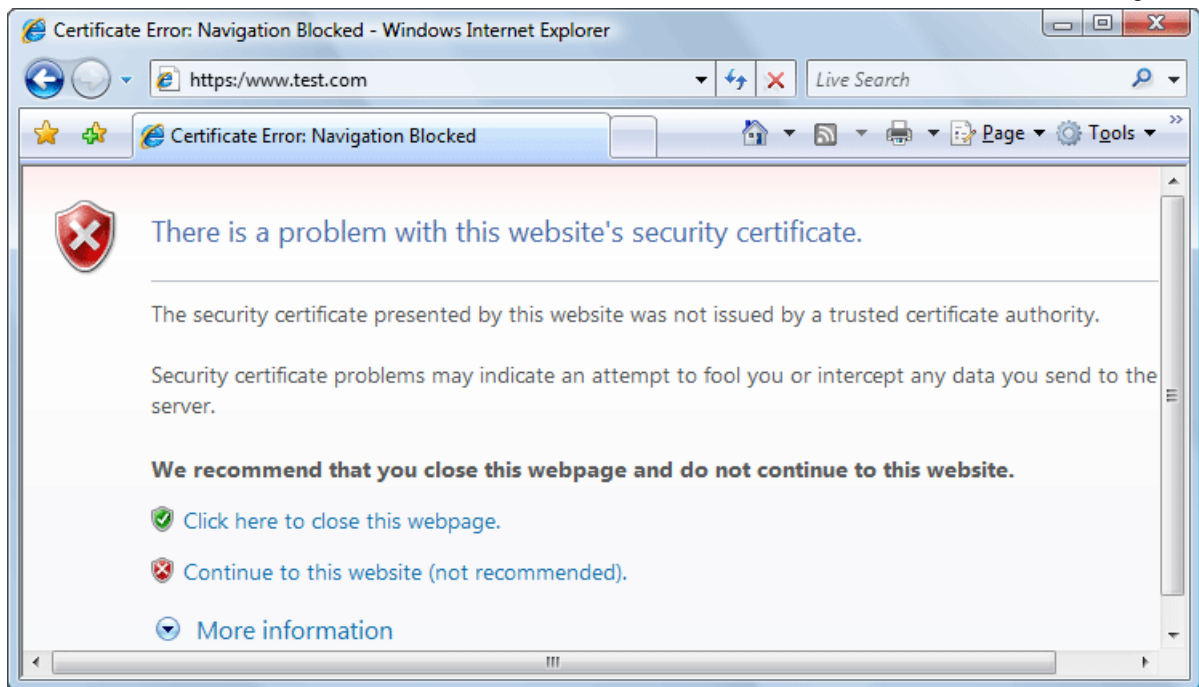 Certificate Error: Navigation Blocked - Windows Internet Explorer
https:/www.test.com
Live Search
Certificate Error: Navigation Blocked
Page
Tools
There is a problem with this website's security certificate.
The security certificate presented by this website was not issued by a trusted certificate authority.
Security certificate problems may indicate an attempt to fool you or intercept any data you send to the
server.
We recommend that you close this webpage and do not continue to this website.
Click here to close this webpage.
Continue to this website (not recommended).
More information